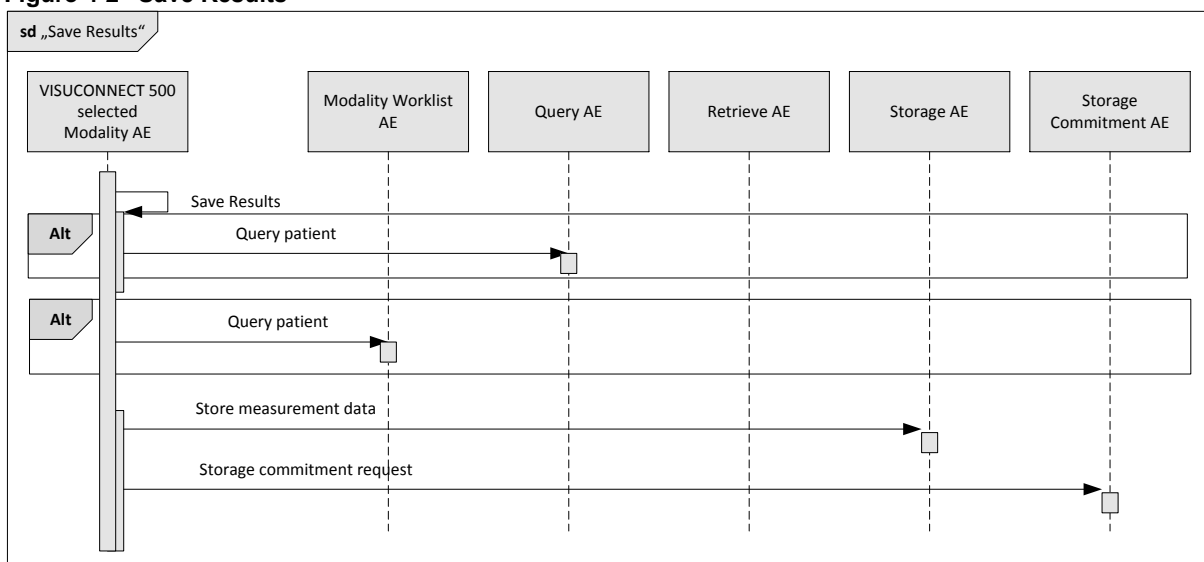 Figure 4-2 Save Results
sd „Save Results“
VISUCONNECT 500
selected
Modality AE
Modality Worklist
AE
Query AE
Retrieve AE
Storage AE
Storage
Commitment AE
Save Results
Alt
Query patient
Alt
Query patient
Store measurement data
Storage commitment request